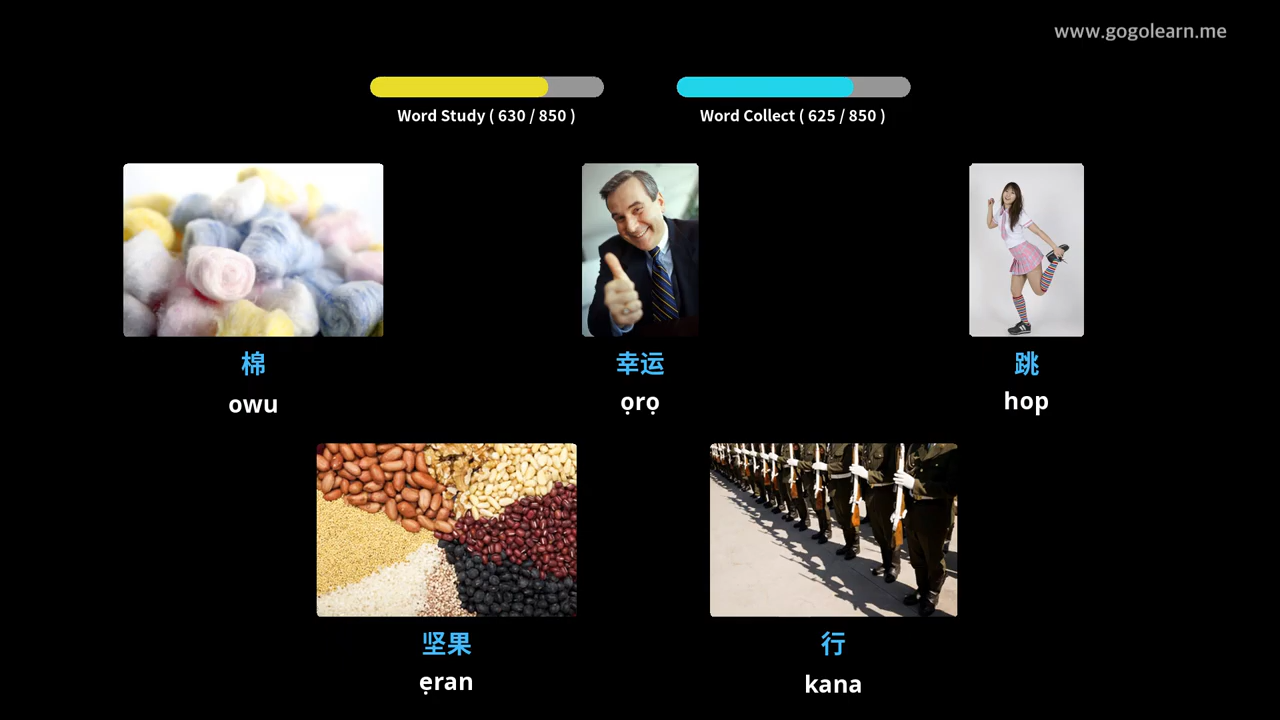 www.gogolearn.me
Word Study ( 630 / 850 )
Word Collect ( 625 / 850 )
棉
owu
幸运
ọrọ
跳
hop
坚果
ẹran
行
kana